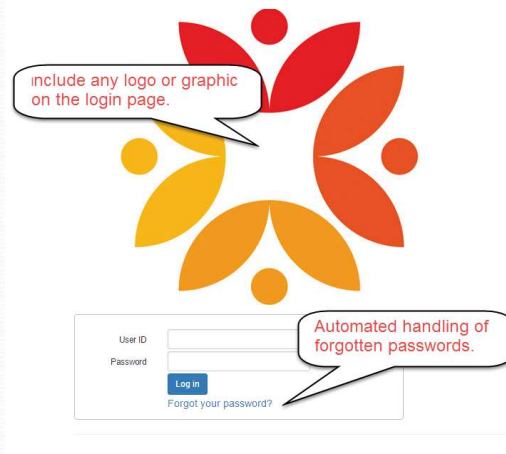 include any logo or graphic
on the login page.
User ID
Password
Log in
Forgot your password?
Automated handling of
forgotten passwords.